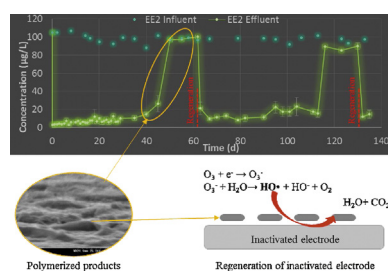 EE2 Influent
EE2 Effluent
Concentration (µg/L)
120
100
80
60
40
20
0
0
20
40
60
80
100
120
140
Time (d)
Regeneration
Regeneration
O₃ + e⁻ → O₃⁻
O₃⁻ + H₂O→ HO• + HO⁻ + O₂
H₂O+ CO₂
Inactivated electrode
Polymerized products
Regeneration of inactivated electrode